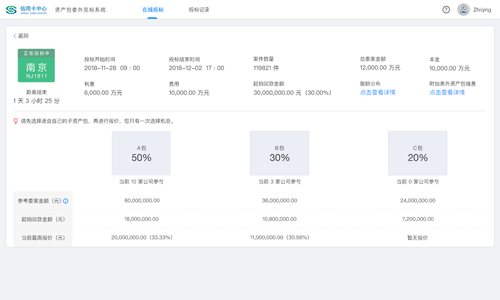 信用卡中心
资产包委外竞标系统
在线投标
投标记录
Zhiqing
返回
正在投标中
南京
NJ1811
距离结束
1 天 3 小时 25 分
投标开始时间
2018-11-28 09:00
投标结束时间
2018-12-02 17:00
案件数量
119821 件
总委案金额
12,000.00 万元
本金
10,000.00 万元
利息
6,000.00 万元
费用
10,000.00 万元
起拍回款金额
30,000,000.00 元（30.00%）
账龄分布
点击查看详情
附加表外资产包信息
点击查看详情
请先选择适合自己的子资产包，再进行报价，您只有一次选择机会。
A包
50%
B包
30%
C包
20%
当前 10 家公司参与
当前 3 家公司参与
当前 0 家公司参与
参考委案金额（元）
60,000,000.00
36,000,000.00
24,000,000.00
起拍回款金额（元）
18,000,000.00
10,800,000.00
7,200,000.00
当前最高报价（元）
20,000,000.00 (33.33%)
11,000,000.00 (30.56%)
暂无报价